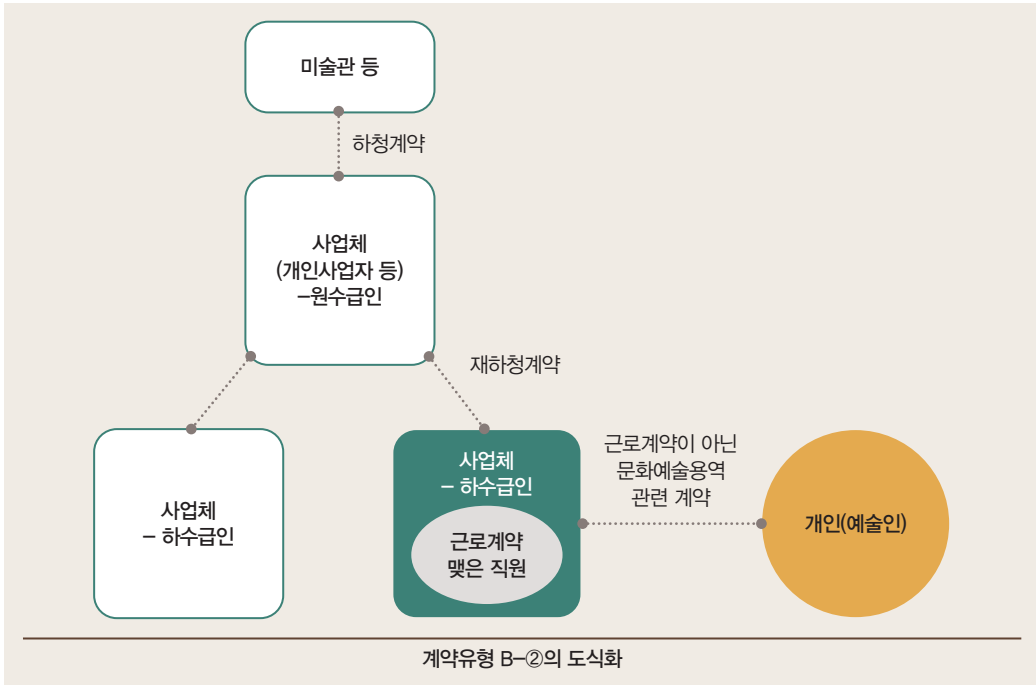 미술관 등
하청계약
사업체
(개인사업자 등)
–원수급인
재하청계약
사업체
– 하수급인
사업체
– 하수급인
근로계약
맺은 직원
근로계약이 아닌
문화예술용역
관련 계약
개인(예술인)
계약유형 B–②의 도식화